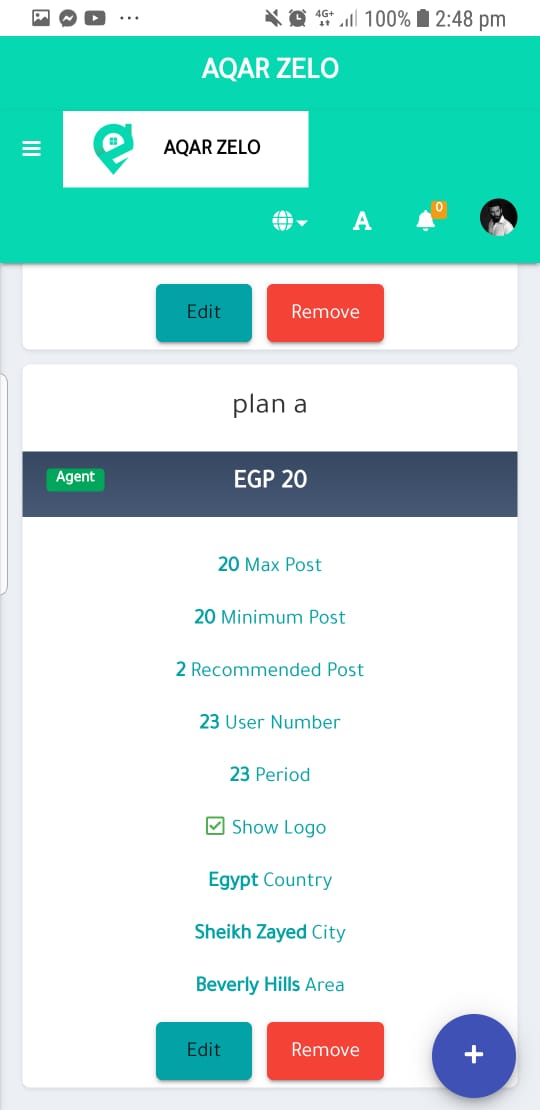 4G+ 100% 2:48 pm
AQAR ZELO
AQAR ZELO
A 0
Edit Remove
plan a
Agent EGP 20
20 Max Post
20 Minimum Post
2 Recommended Post
23 User Number
23 Period
Show Logo
Egypt Country
Sheikh Zayed City
Beverly Hills Area
Edit Remove
+